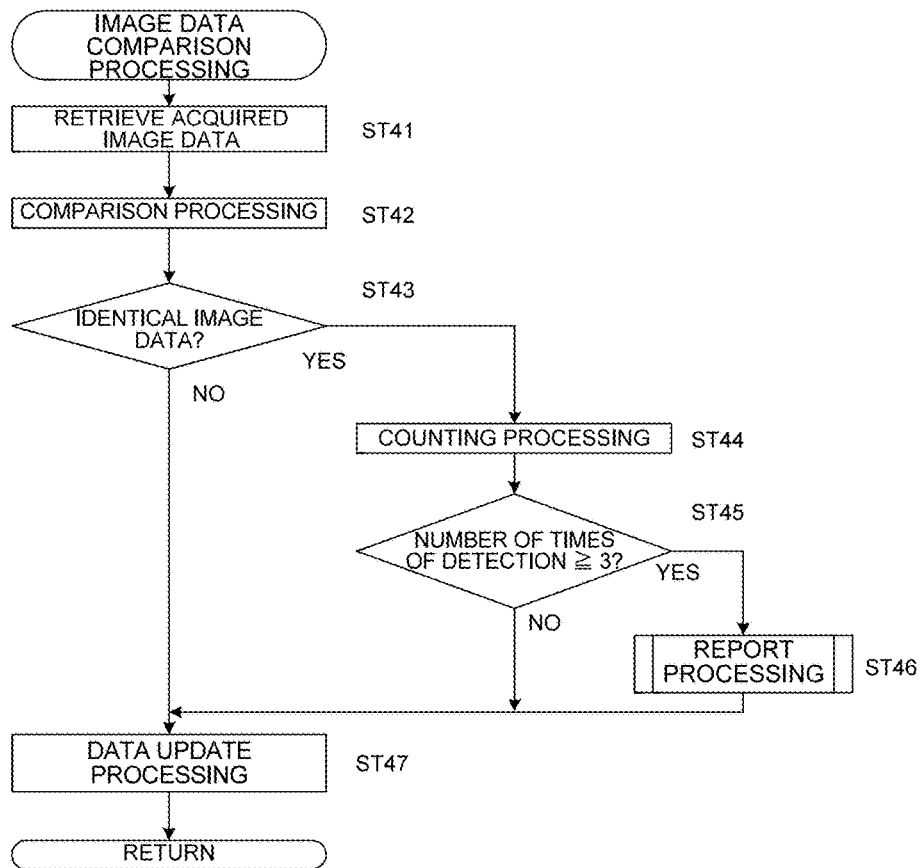 IMAGE DATA
COMPARISON
PROCESSING
RETRIEVE ACQUIRED
IMAGE DATA
ST41
COMPARISON PROCESSING
ST42
ST43
IDENTICAL IMAGE
DATA?
YES
NO
COUNTING PROCESSING
ST44
ST45
NUMBER OF TIMES
OF DETECTION ≧ 3?
YES
NO
REPORT
PROCESSING
ST46
DATA UPDATE
PROCESSING
ST47
RETURN